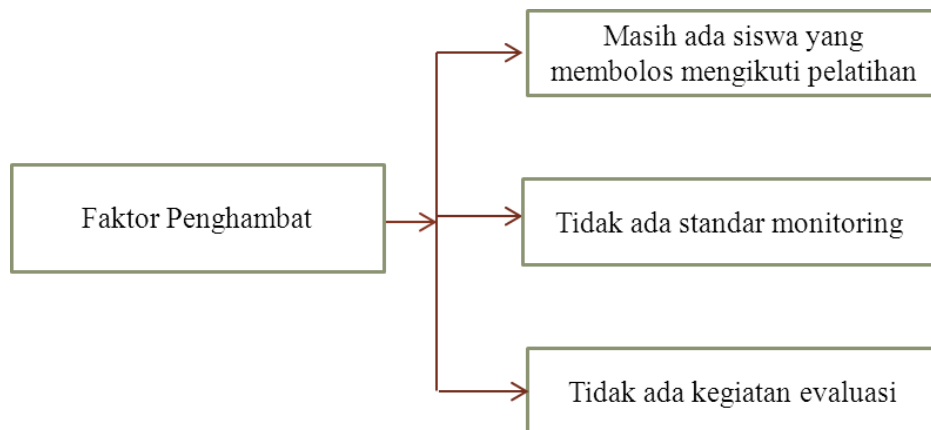 Masih ada siswa yang
membolos mengikuti pelatihan
Faktor Penghambat
Tidak ada standar monitoring
Tidak ada kegiatan evaluasi